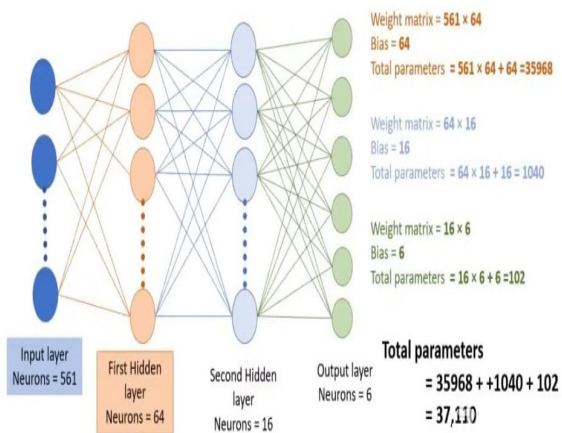 Weight matrix = 561 × 64
Bias = 64
Total parameters = 561 × 64 + 64 =35968
Weight matrix = 64 × 16
Bias = 16
Total parameters = 64 × 16 + 16 = 1040
Weight matrix = 16 × 6
Bias = 6
Total parameters = 16 × 6 + 6 =102
Input layer
Neurons = 561
First Hidden
layer
Neurons = 64
Second Hidden
layer
Neurons = 16
Output layer
Neurons = 6
Total parameters
= 35968 + +1040 + 102
= 37,110